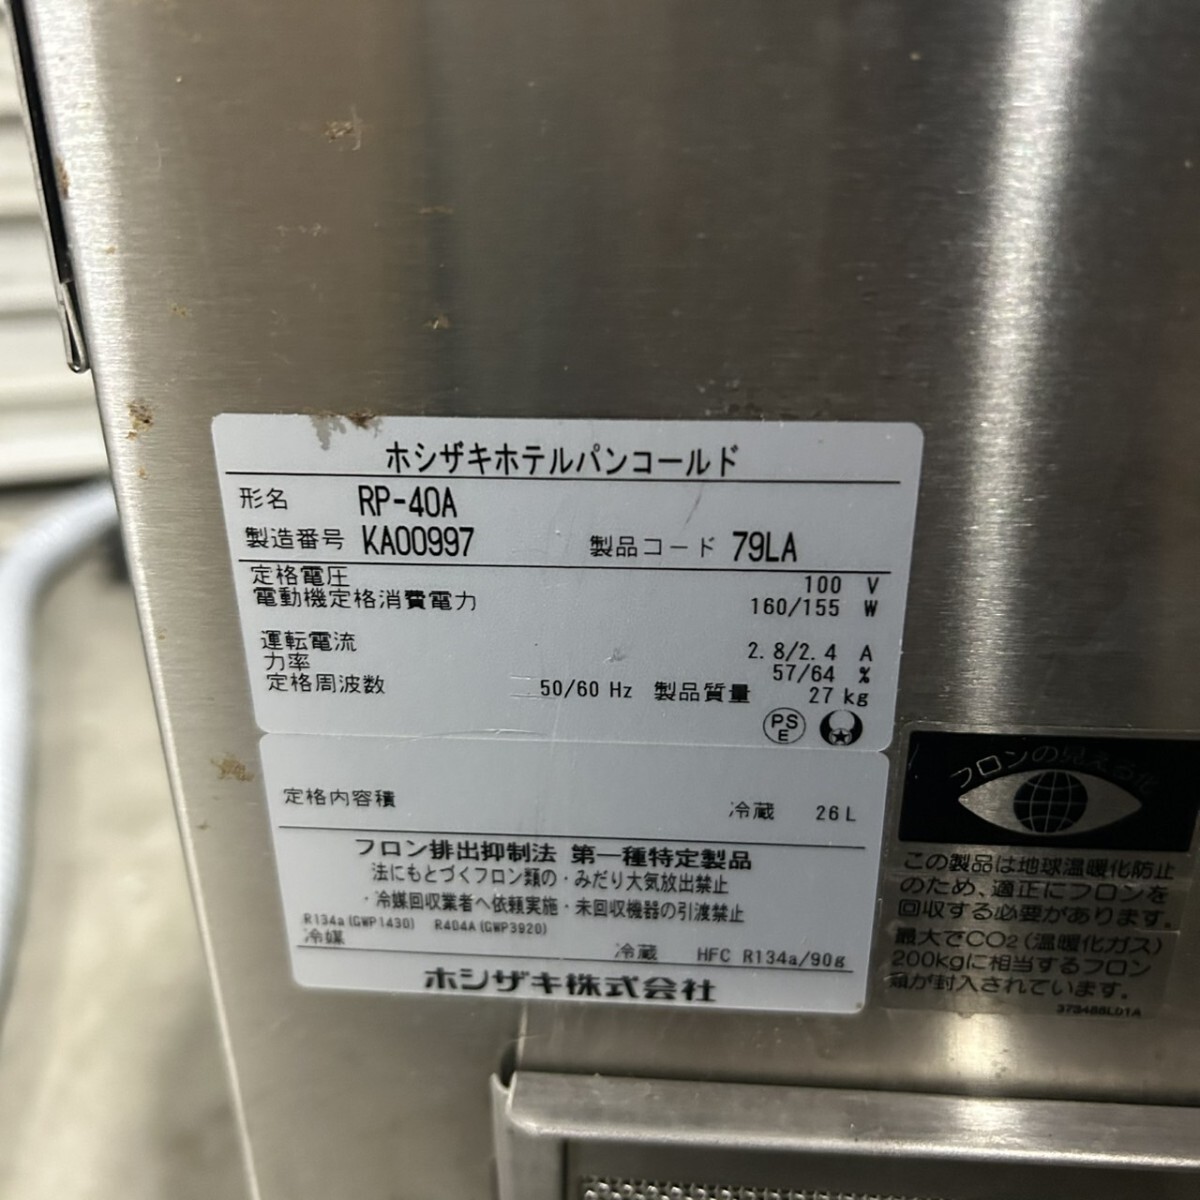 ホシザキホテルパンコールド
形名 RP-40A
製造番号 KA00997 製品コード 79LA
定格電圧 100 V
電動機定格消費電力 160/155 W
運転電流 2.8/2.4 A
力率 57/64 %
定格周波数 50/60 Hz 製品質量 27 kg
PS
E
定格内容積 冷蔵 26 L
フロン排出抑制法 第一種特定製品
法にもとづくフロン類の・みだり大気放出禁止
・冷媒回収業者へ依頼実施・未回収機器の引渡禁止
R134a(GWP1430) R404A(GWP3920)
冷媒 冷蔵 HFC R134a/90g
ホシザキ株式会社
フロンの見える化
この製品は地球温暖化防止
のため、適正にフロンを
回収する必要があります。
最大でCO2(温暖化ガス)
200kgに相当するフロン
類が封入されています。
373488L01A